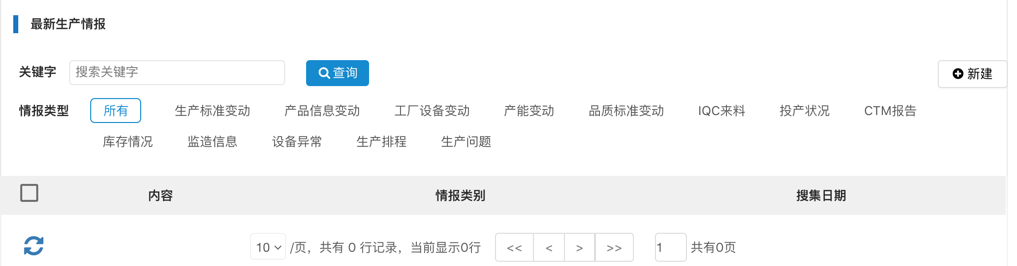 最新生产情报
关键字 搜索关键字 查询 新建
情报类型 所有 生产标准变动 产品信息变动 工厂设备变动 产能变动 品质标准变动 IQC来料 投产状况 CTM报告
库存情况 监造信息 设备异常 生产排程 生产问题
内容 情报类别 搜集日期
10 /页，共有 0 行记录，当前显示0行 << < > >> 1 共有0页